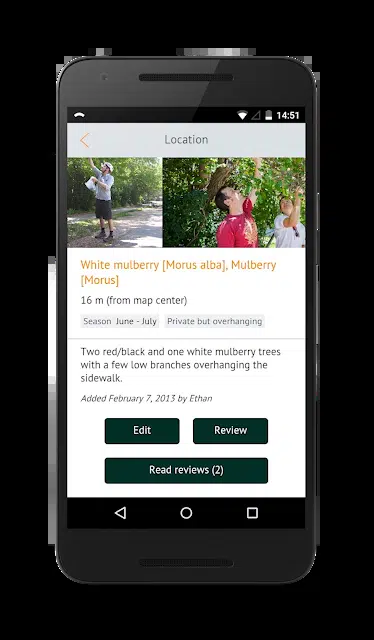 14:51
Location
White mulberry [Morus alba], Mulberry
[Morus]
16 m (from map center)
Season June - July Private but overhanging
Two red/black and one white mulberry trees
with a few low branches overhanging the
sidewalk.
Added February 7, 2013 by Ethan
Edit Review
Read reviews (2)